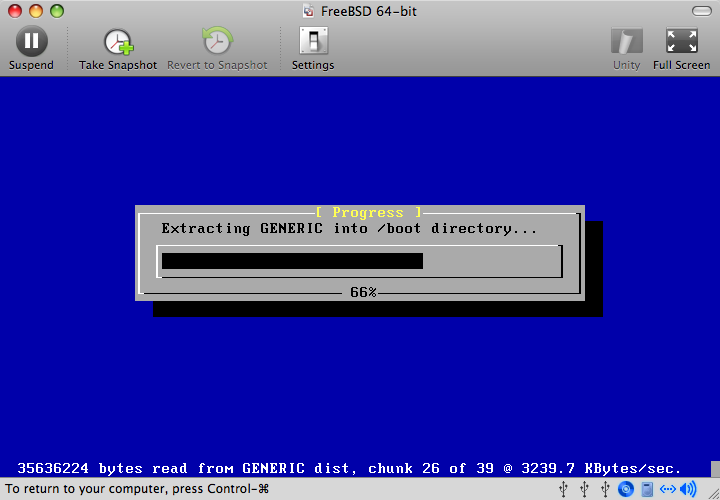 FreeBSD 64-bit
Suspend Take Snapshot Revert to Snapshot Settings Unity Full Screen
[ Progress ]
Extracting GENERIC into /boot directory...
66%
35636224 bytes read from GENERIC dist, chunk 26 of 39 @ 3239.7 KBytes/sec.
To return to your computer, press Control-⌘